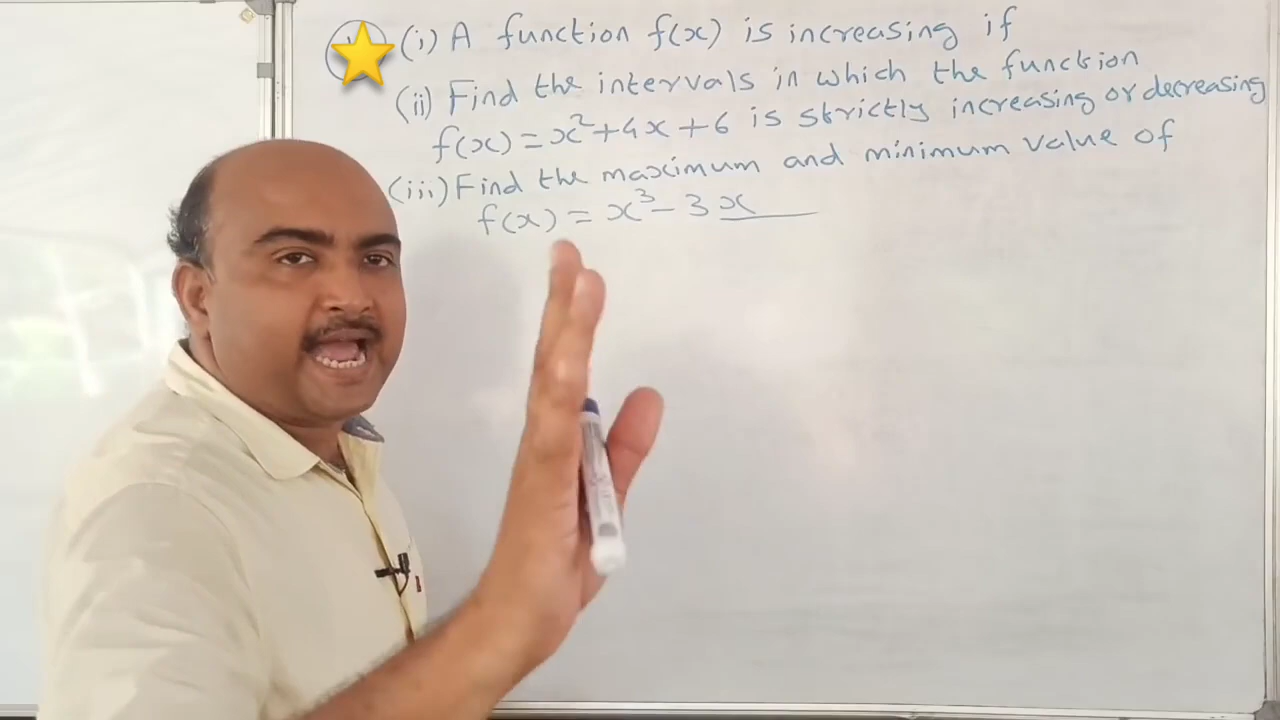 (i) A function f(x) is increasing if
(ii) Find the intervals in which the function
f(x) = x²+4x+6 is strictly increasing or decreasing
(iii) Find the maximum and minimum value of
f(x) = x³-3x